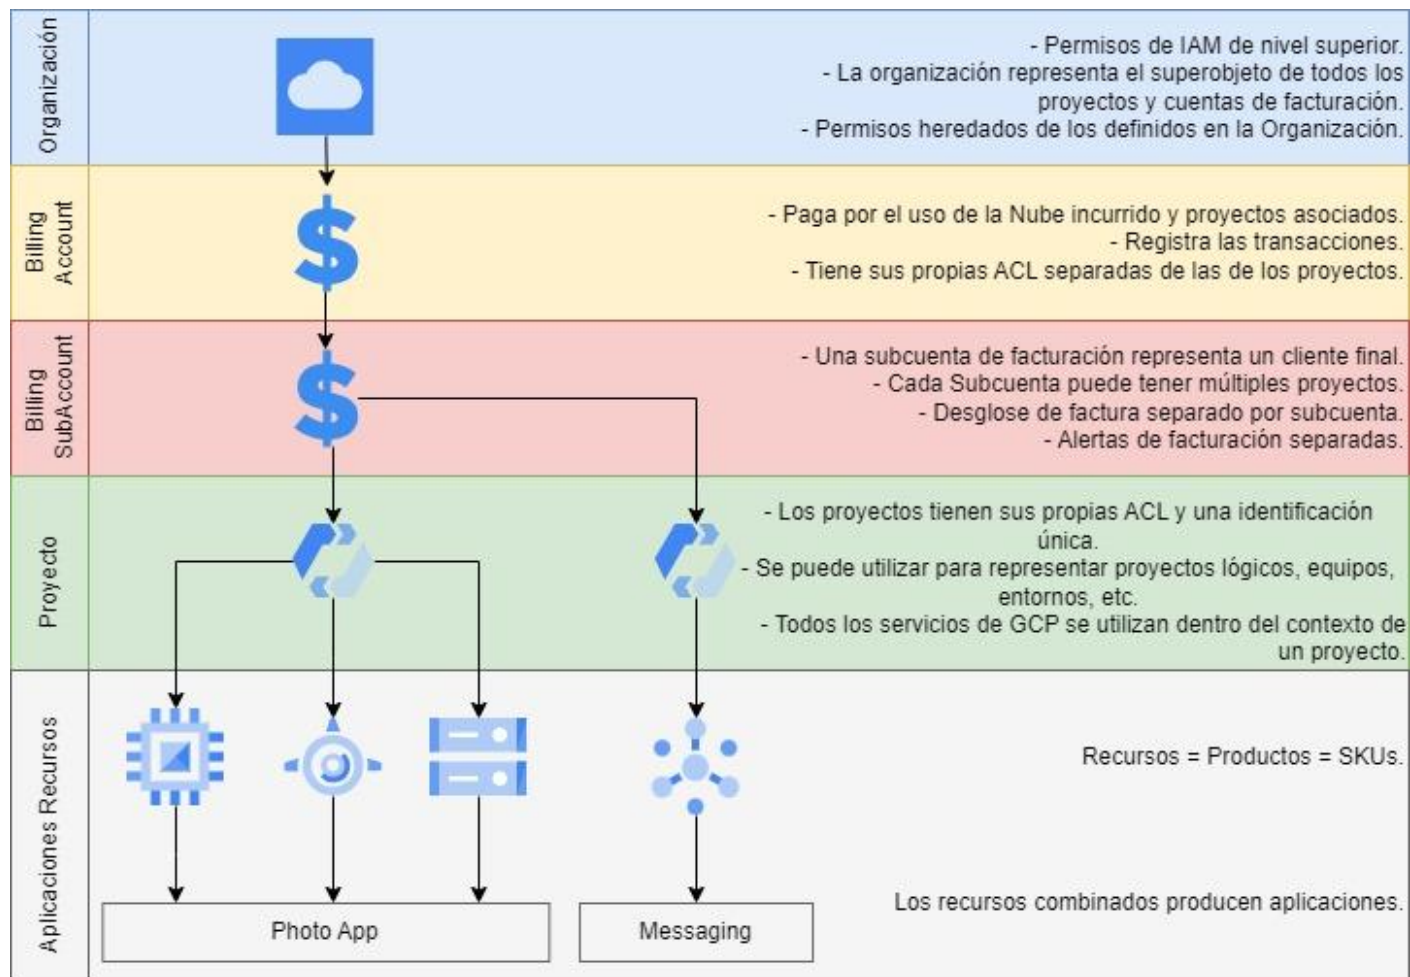 Organización
- Permisos de IAM de nivel superior.
- La organización representa el superobjeto de todos los
proyectos y cuentas de facturación.
- Permisos heredados de los definidos en la Organización.
Billing
Account
- Paga por el uso de la Nube incurrido y proyectos asociados.
- Registra las transacciones.
- Tiene sus propias ACL separadas de las de los proyectos.
Billing
SubAccount
- Una subcuenta de facturación representa un cliente final.
- Cada Subcuenta puede tener múltiples proyectos.
- Desglose de factura separado por subcuenta.
- Alertas de facturación separadas.
Proyecto
- Los proyectos tienen sus propias ACL y una identificación
única.
- Se puede utilizar para representar proyectos lógicos, equipos,
entornos, etc.
- Todos los servicios de GCP se utilizan dentro del contexto de
un proyecto.
Aplicaciones Recursos
Recursos = Productos = SKUs.
Los recursos combinados producen aplicaciones.
Photo App
Messaging